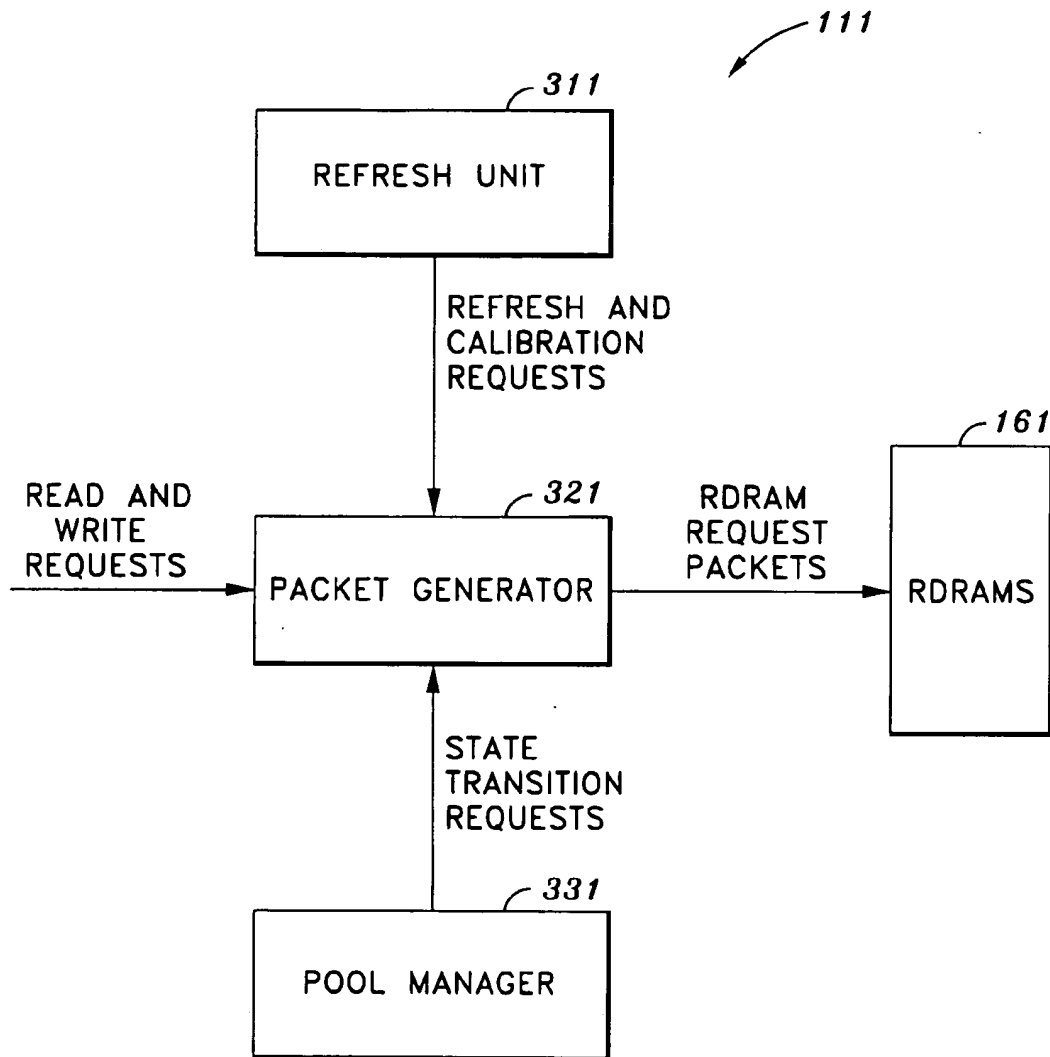 111
311
REFRESH UNIT
REFRESH AND
CALIBRATION
REQUESTS
161
READ AND
WRITE
REQUESTS
321
PACKET GENERATOR
RDRAM
REQUEST
PACKETS
RDRAMS
STATE
TRANSITION
REQUESTS
331
POOL MANAGER